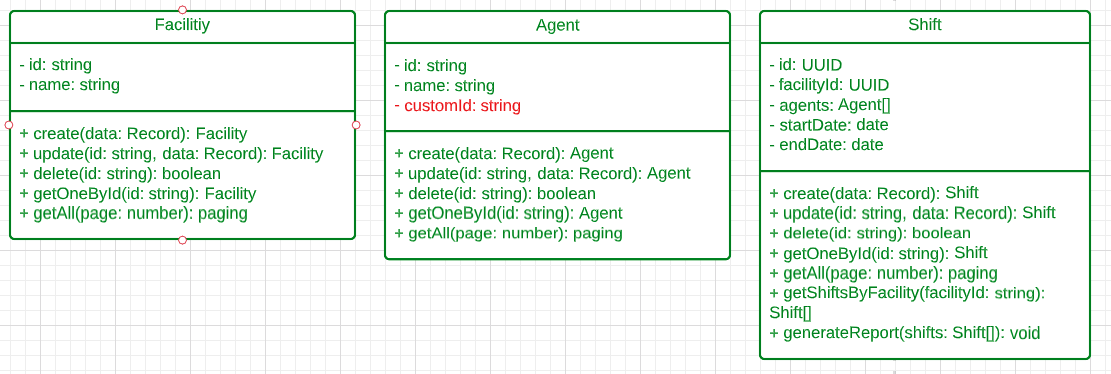 Facilitiy
- id: string
- name: string
+ create(data: Record): Facility
+ update(id: string, data: Record): Facility
+ delete(id: string): boolean
+ getOneById(id: string): Facility
+ getAll(page: number): paging
Agent
- id: string
- name: string
- customId: string
+ create(data: Record): Agent
+ update(id: string, data: Record): Agent
+ delete(id: string): boolean
+ getOneById(id: string): Agent
+ getAll(page: number): paging
Shift
- id: UUID
- facilityId: UUID
- agents: Agent[]
- startDate: date
- endDate: date
+ create(data: Record): Shift
+ update(id: string, data: Record): Shift
+ delete(id: string): boolean
+ getOneById(id: string): Shift
+ getAll(page: number): paging
+ getShiftsByFacility(facilityId: string):
Shift[]
+ generateReport(shifts: Shift[]): void